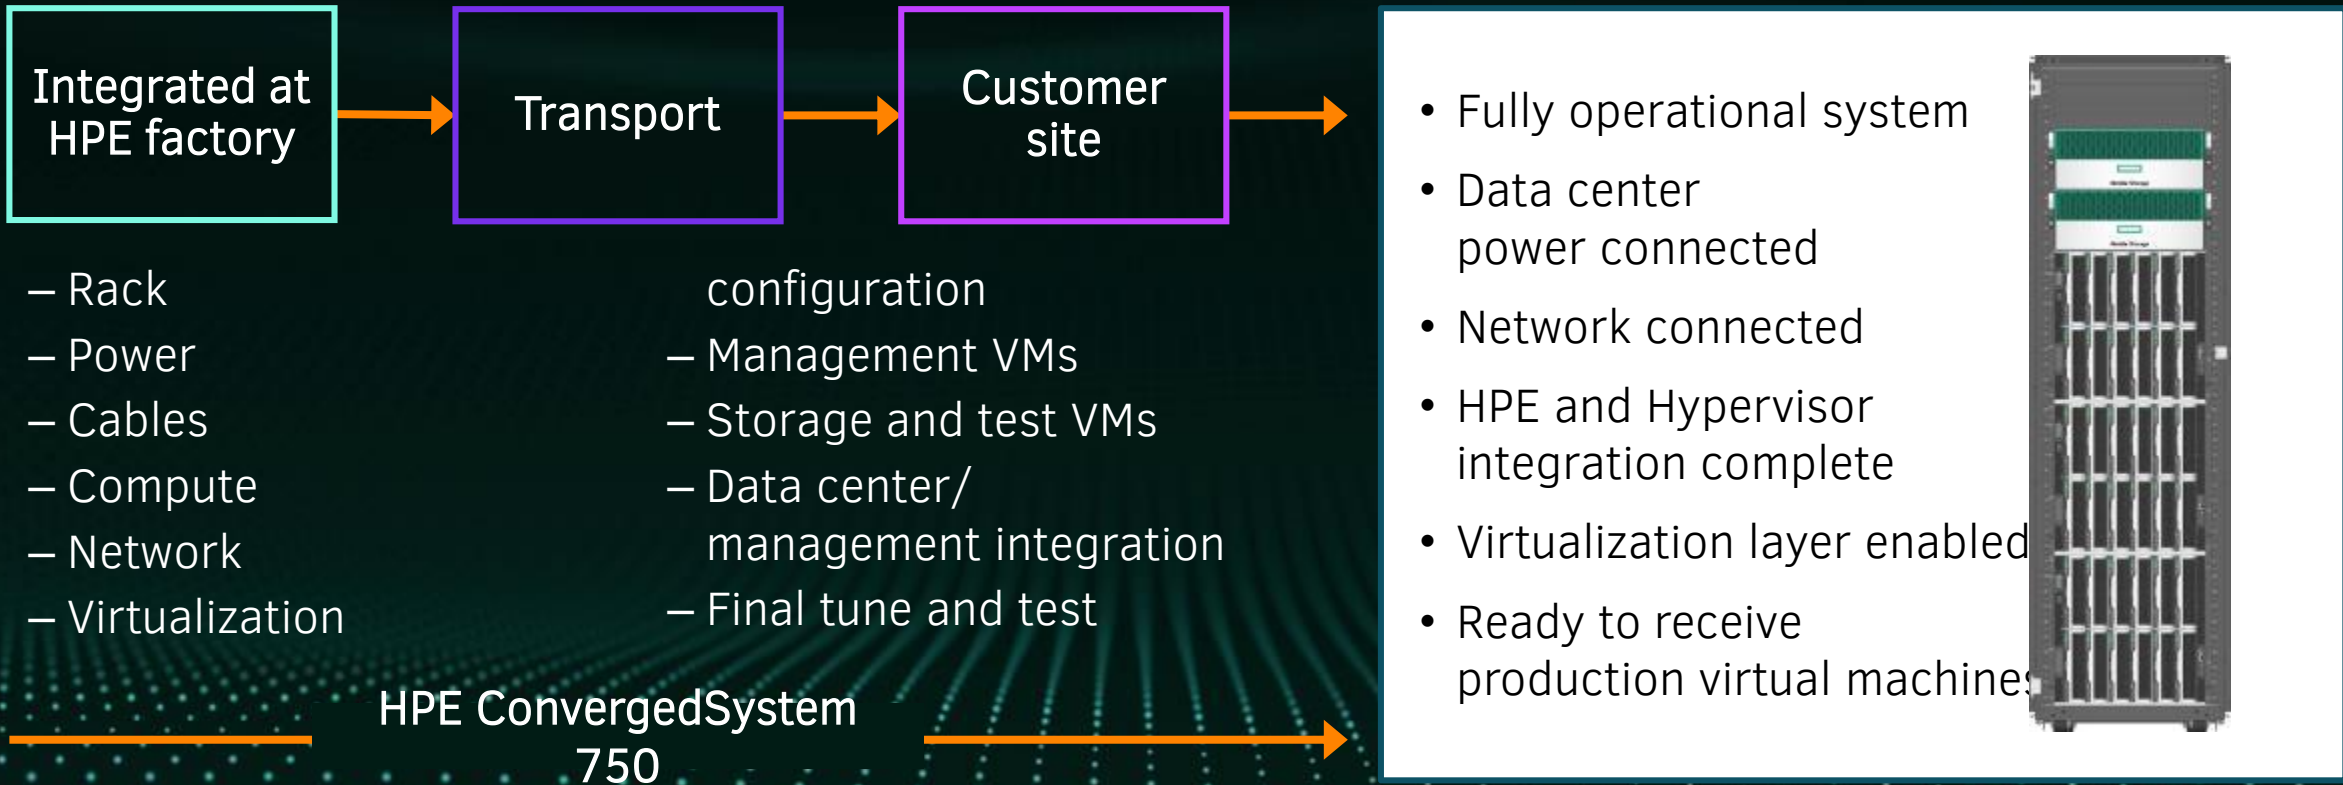 Integrated at
HPE factory
Transport
Customer
site
– Rack
– Power
– Cables
– Compute
– Network
– Virtualization
configuration
– Management VMs
– Storage and test VMs
– Data center/
management integration
– Final tune and test
HPE ConvergedSystem
750
• Fully operational system
• Data center
power connected
• Network connected
• HPE and Hypervisor
integration complete
• Virtualization layer enabled
• Ready to receive
production virtual machines